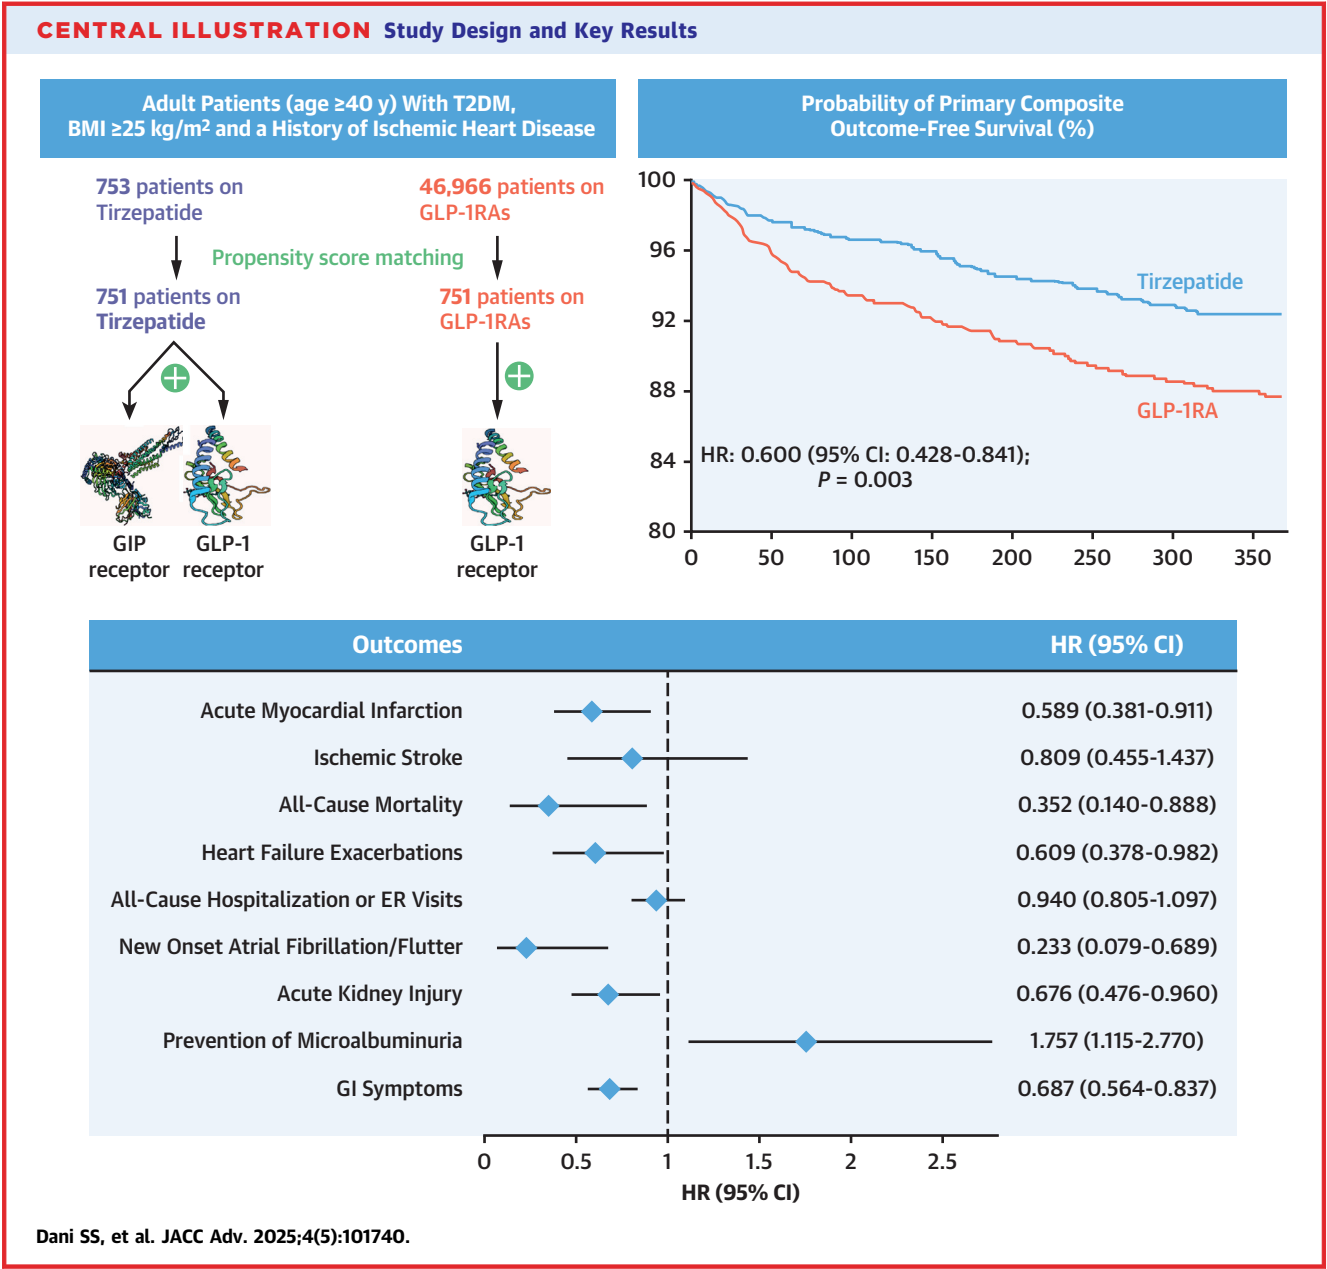 CENTRAL ILLUSTRATION Study Design and Key Results
Adult Patients (age ≥40 y) With T2DM,
BMI ≥25 kg/m² and a History of Ischemic Heart Disease
753 patients on
Tirzepatide
46,966 patients on
GLP-1RAs
Propensity score matching
751 patients on
Tirzepatide
751 patients on
GLP-1RAs
GIP
receptor
GLP-1
receptor
GLP-1
receptor
Probability of Primary Composite
Outcome-Free Survival (%)
100
96
92
88
84
80
Tirzepatide
GLP-1RA
HR: 0.600 (95% CI: 0.428-0.841);
P = 0.003
0 50 100 150 200 250 300 350
Outcomes HR (95% CI)
Acute Myocardial Infarction 0.589 (0.381-0.911)
Ischemic Stroke 0.809 (0.455-1.437)
All-Cause Mortality 0.352 (0.140-0.888)
Heart Failure Exacerbations 0.609 (0.378-0.982)
All-Cause Hospitalization or ER Visits 0.940 (0.805-1.097)
New Onset Atrial Fibrillation/Flutter 0.233 (0.079-0.689)
Acute Kidney Injury 0.676 (0.476-0.960)
Prevention of Microalbuminuria 1.757 (1.115-2.770)
GI Symptoms 0.687 (0.564-0.837)
0 0.5 1 1.5 2 2.5
HR (95% CI)
Dani SS, et al. JACC Adv. 2025;4(5):101740.